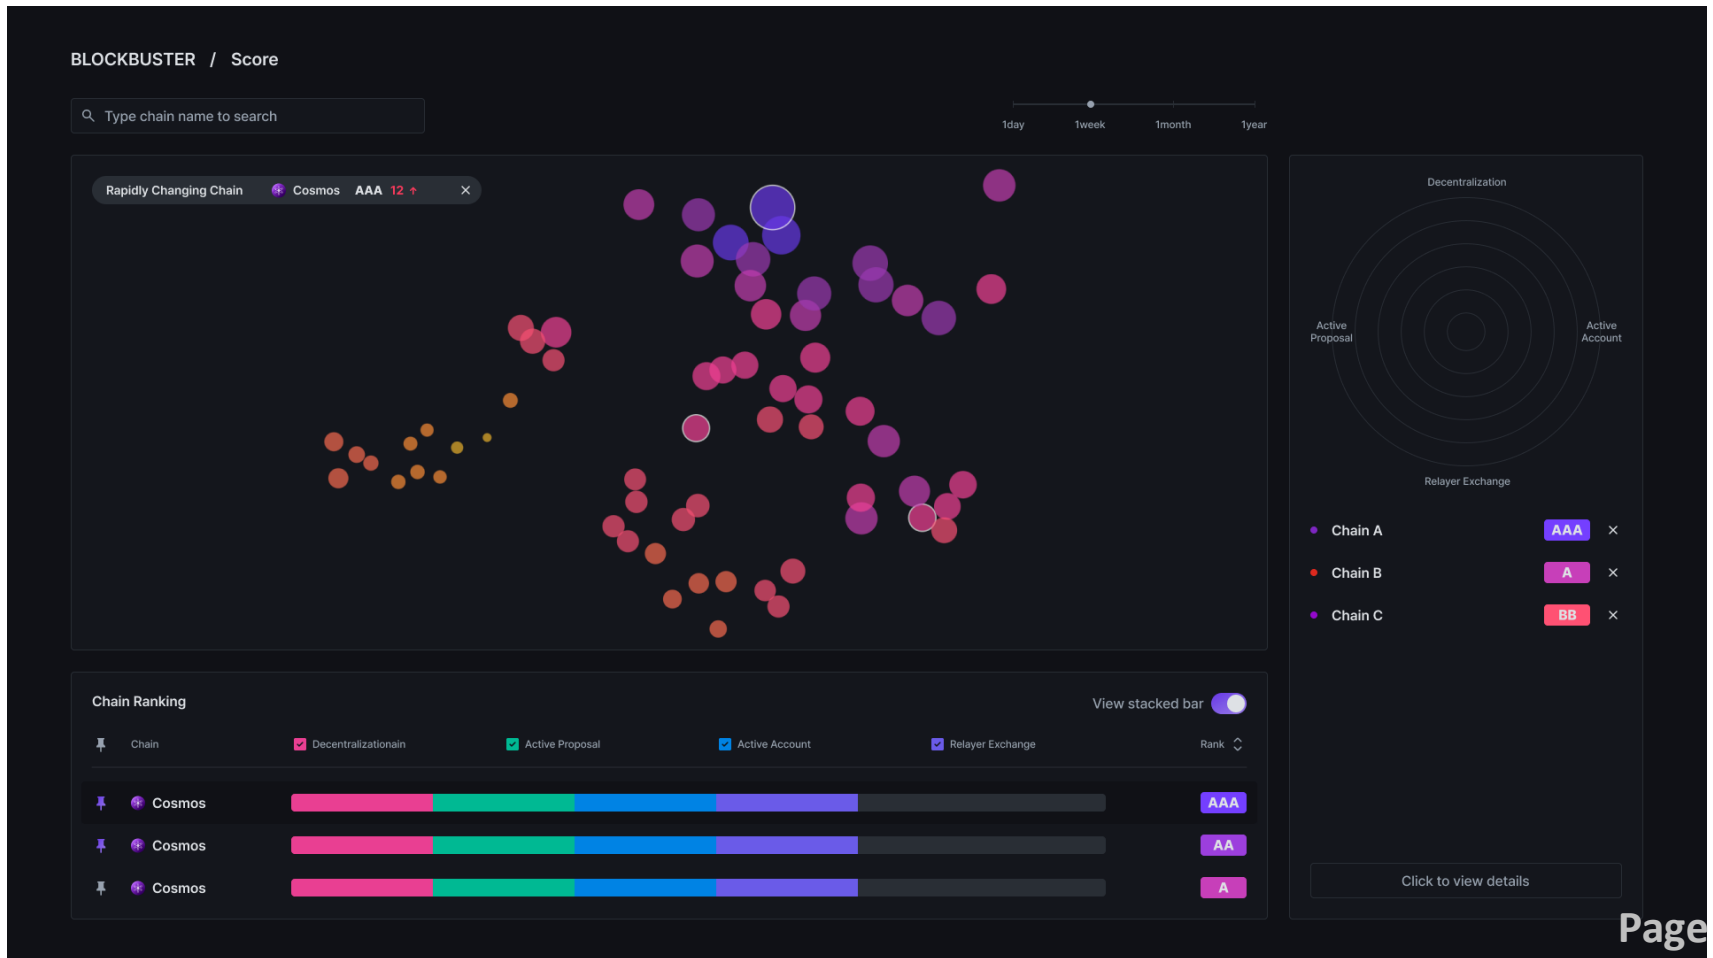 BLOCKBUSTER / Score
Type chain name to search
1day 1week 1month 1year
Rapidly Changing Chain Cosmos AAA 12 ↑ ×
Decentralization
Active Proposal
Active Account
Relayer Exchange
Chain A AAA ×
Chain B A ×
Chain C BB ×
Click to view details
Chain Ranking
View stacked bar
Chain Decentralizationain Active Proposal Active Account Relayer Exchange Rank
Cosmos AAA
Cosmos AA
Cosmos A
Page